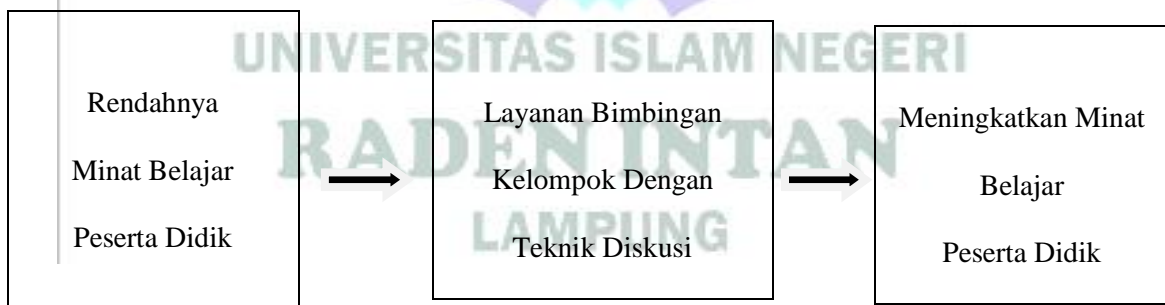 UNIVERSITAS ISLAM NEGERI
RADEN INTAN
LAMPUNG
Rendahnya
Minat Belajar
Peserta Didik
Layanan Bimbingan
Kelompok Dengan
Teknik Diskusi
Meningkatkan Minat
Belajar
Peserta Didik